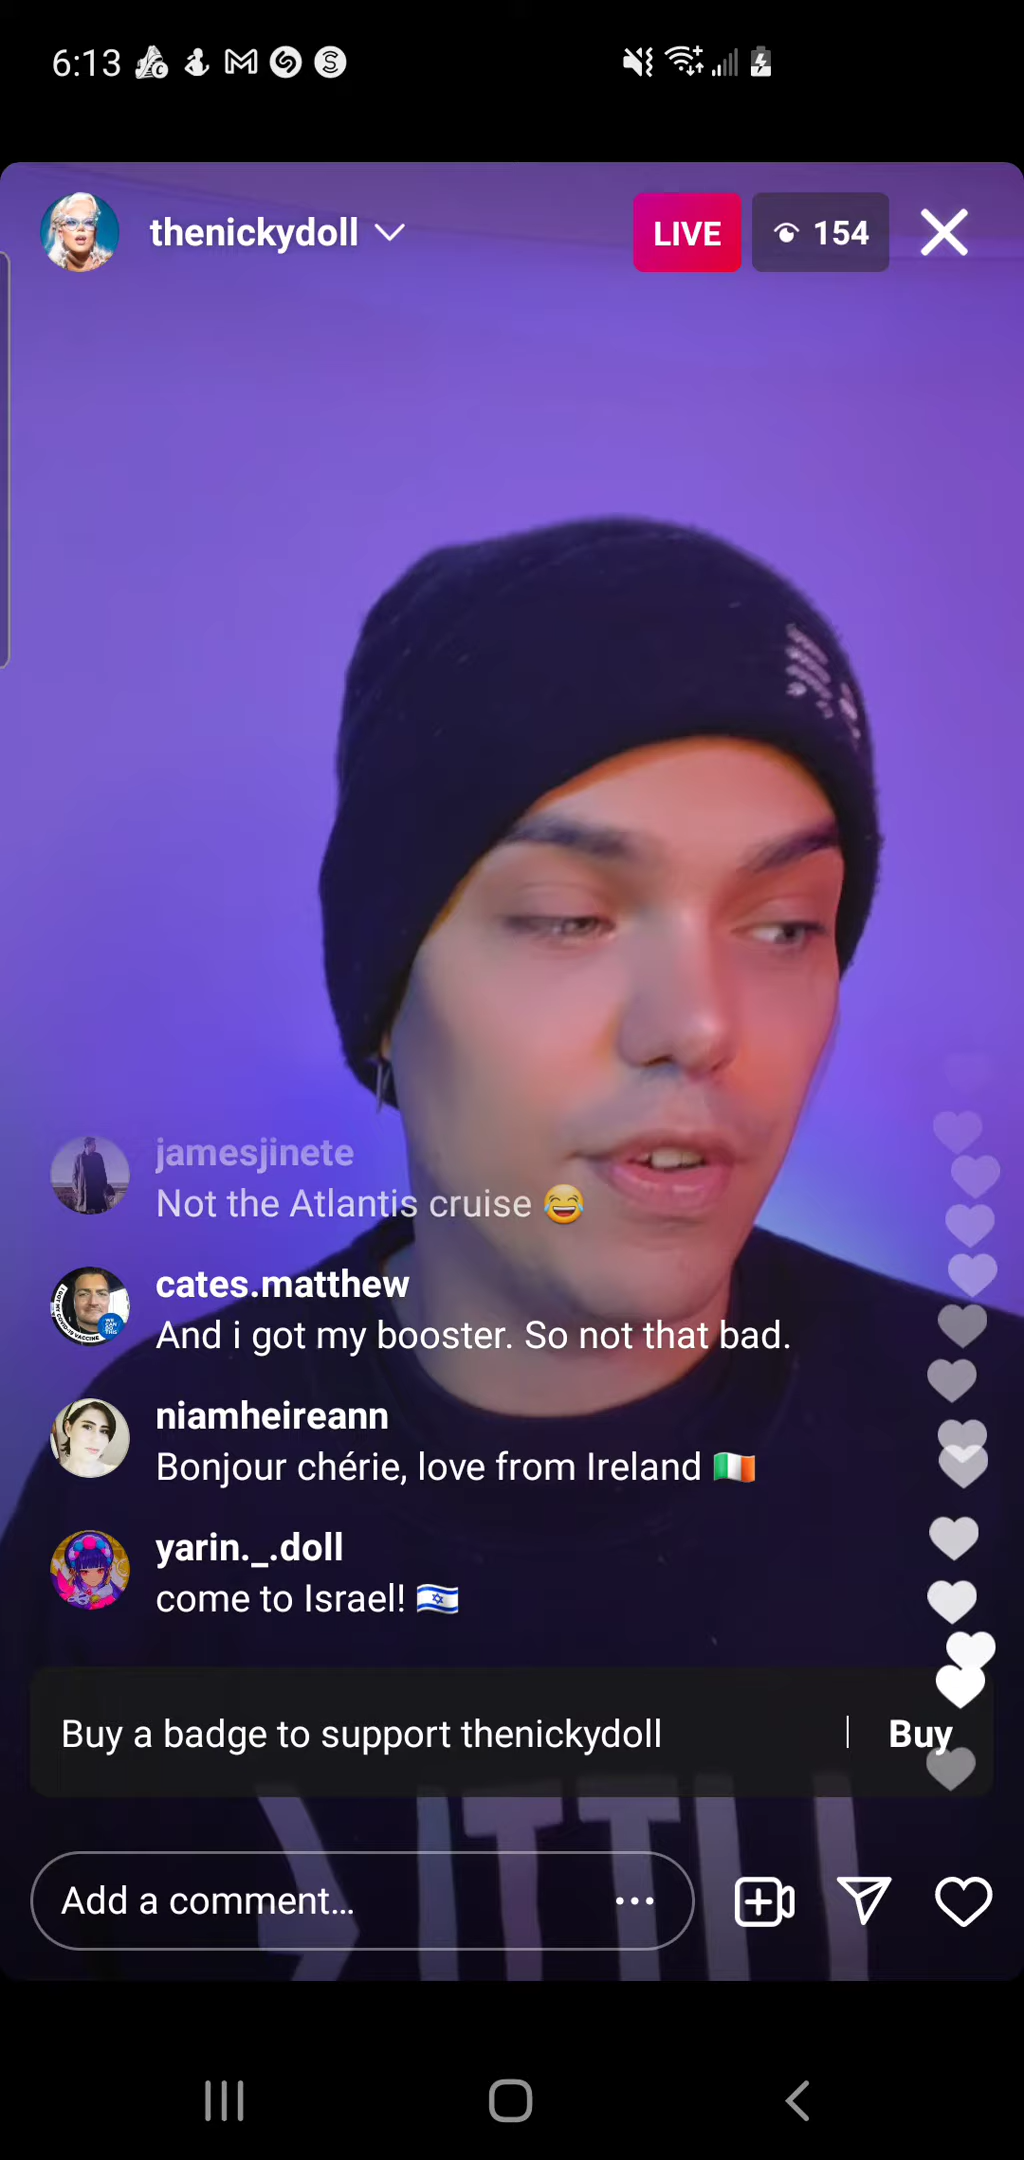 6:13
thenickydoll
LIVE
154
jamesjinete
Not the Atlantis cruise 😂
cates.matthew
And i got my booster. So not that bad.
niamheireann
Bonjour chérie, love from Ireland 🇮🇪
yarin._.doll
come to Israel! 🇮🇱
Buy a badge to support thenickydoll
Buy
Add a comment...